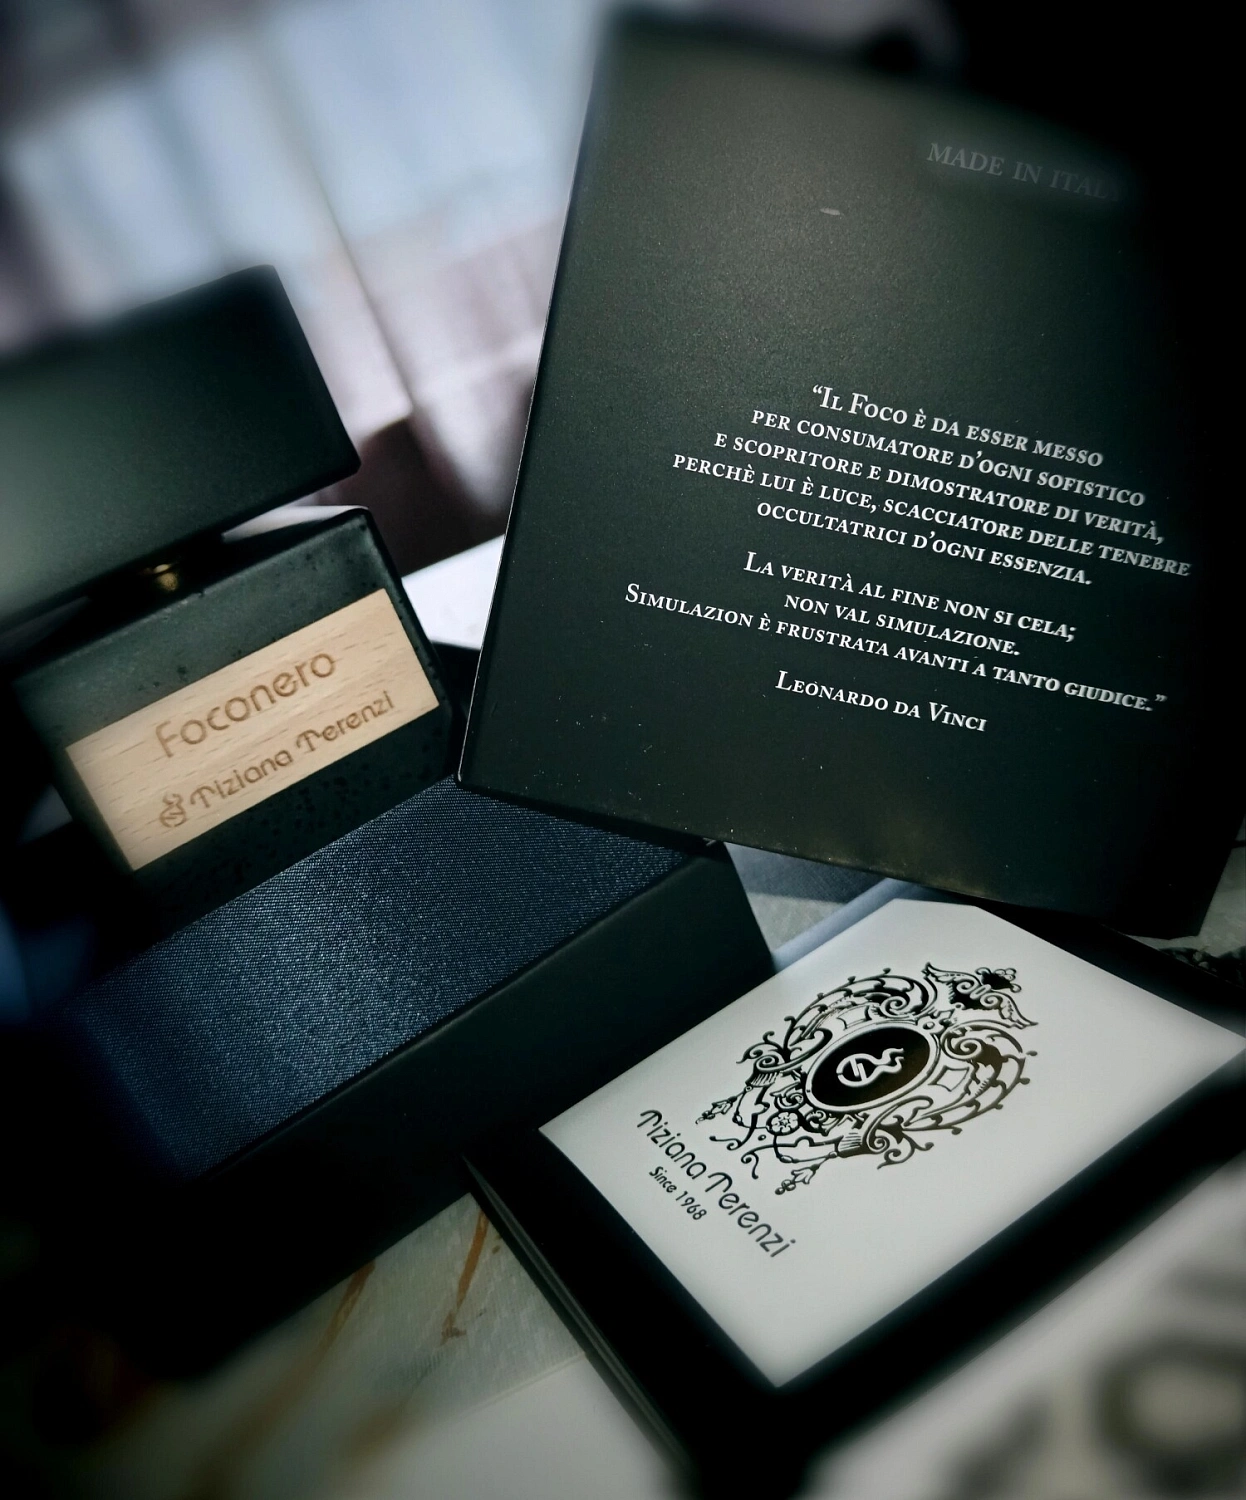 MADE IN ITALY
“Il Foco è da esser messo
per consumatore d’ogni sofistico
e scopritore e dimostratore di verità,
perchè lui è luce, scacciatore delle tenebre
occultatrici d’ogni essenzia.
La verità al fine non si cela;
non val simulazione.
Simulazion è frustrata avanti a tanto giudice.”
Leonardo da Vinci
Foconero
Tiziana Terenzi
Tiziana Terenzi
Since 1968